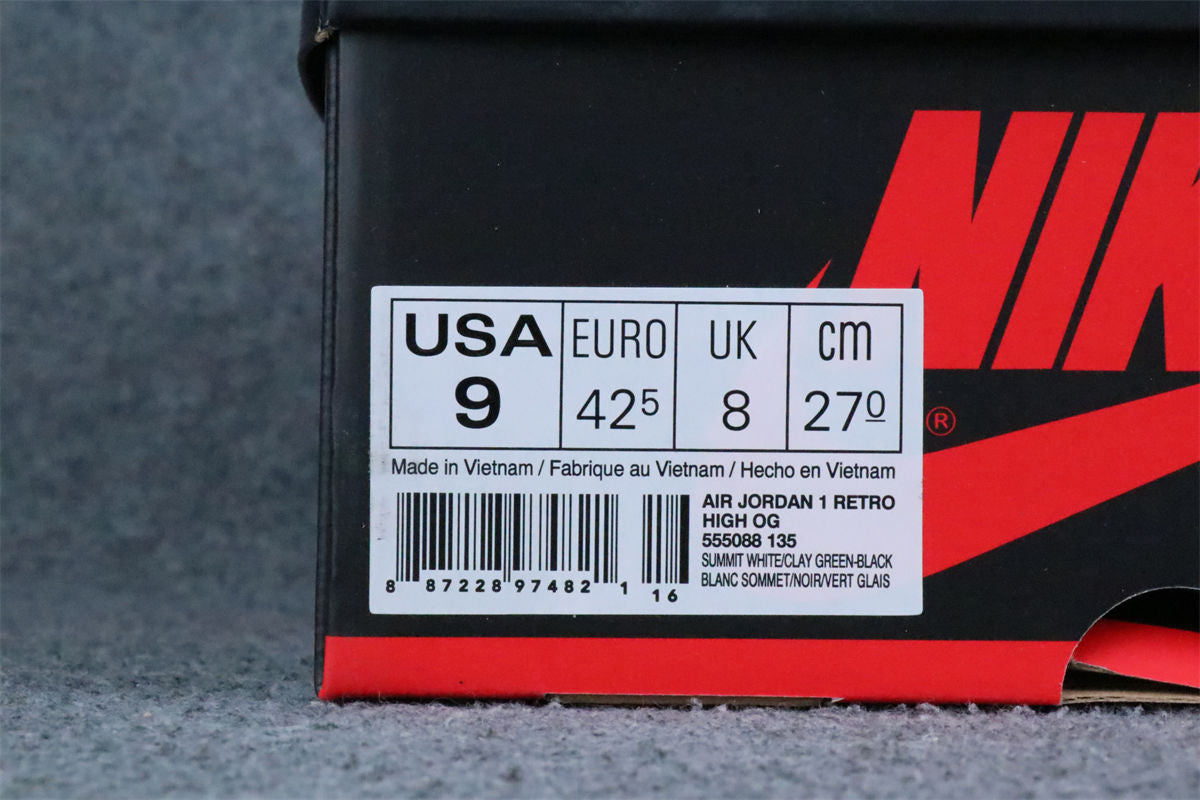 NIK
®
USA EURO UK cm
9 42⁵ 8 27⁰
Made in Vietnam / Fabrique au Vietnam / Hecho en Vietnam
AIR JORDAN 1 RETRO
HIGH OG
555088 135
SUMMIT WHITE/CLAY GREEN-BLACK
BLANC SOMMET/NOIR/VERT GLAIS
8 87228 97482 1 16